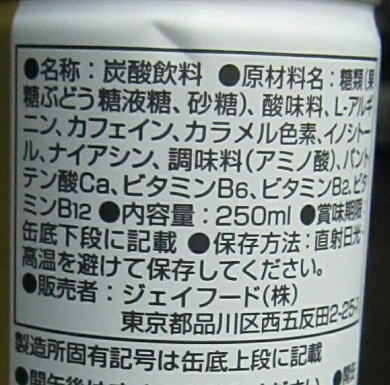 ●名称：炭酸飲料 ●原材料名：糖類(果
糖ぶどう糖液糖、砂糖)、酸味料、L-アルギ
ニン、カフェイン、カラメル色素、イノシトー
ル、ナイアシン、調味料(アミノ酸)、パント
テン酸Ca、ビタミンB6、ビタミンB2、ビタ
ミンB12 ●内容量：250ml ●賞味期限：
缶底下段に記載 ●保存方法：直射日光・
高温を避けて保存してください。
●販売者：ジェイフード(株)
東京都品川区西五反田2-25-
製造所固有記号は缶底上段に記載